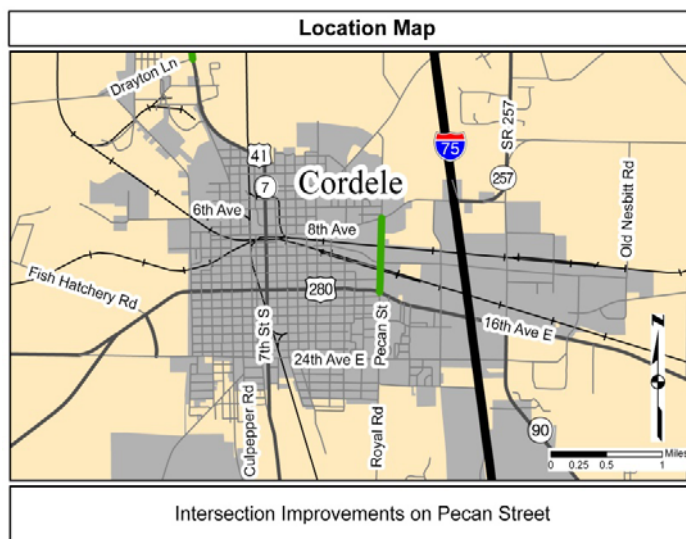 Location Map
Drayton Ln
41
7
Cordele
75
SR 257
257
Old Nesbitt Rd
6th Ave
8th Ave
Fish Hatchery Rd
280
7th St S
Pecan St
16th Ave E
24th Ave E
Culpepper Rd
Royal Rd
90
N
Miles
0 0.25 0.5 1
Intersection Improvements on Pecan Street